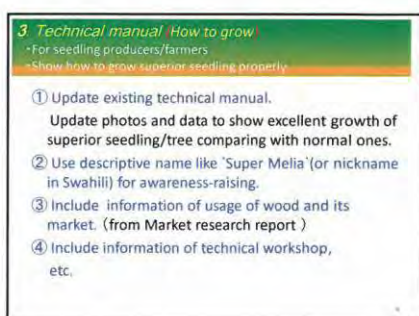 3. Technical manual (How to grow)
・For seedling producers/farmers
・Show how to grow superior seedling properly
① Update existing technical manual.
Update photos and data to show excellent growth of
superior seedling/tree comparing with normal ones.
② Use descriptive name like `Super Melia`(or nickname
in Swahili) for awareness-raising.
③ Include information of usage of wood and its
market. (from Market research report )
④ Include information of technical workshop,
etc.